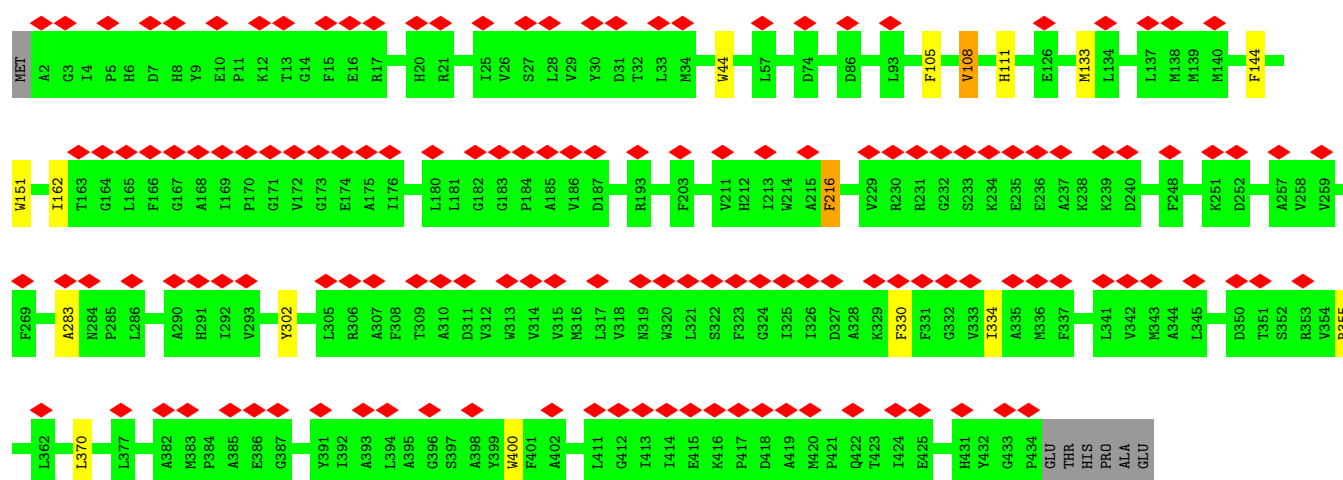 MET A2 G3 I4 P5 H6 D7 H8 Y9 E10 P11 K12 T13 G14 F15 E16 R17 H20 R21 I25 V26 S27 L28 V29 Y30 D31 T32 L33 M34 W44 L57 D74 D86 L93 F105 V108 H111 E126 M133 L134 L137 M138 M139 M140 F144
W151 I162 T163 G164 L165 F166 G167 A168 I169 P170 G171 V172 G173 E174 A175 I176 L180 L181 G182 G183 P184 A185 V186 D187 R193 F203 V211 H212 I213 W214 A215 F216 V229 R230 R231 G232 S233 K234 E235 E236 A237 K238 K239 D240 F248 K251 D252 A257 V258 V259
F269 A283 N284 P285 L286 A290 H291 I292 V293 Y302 L305 R306 A307 F308 T309 A310 D311 V312 W313 V314 V315 M316 L317 V318 N319 W320 L321 S322 F323 G324 I325 I326 D327 A328 K329 F330 F331 G332 V333 I334 A335 M336 F337 L341 V342 M343 A344 L345 D350 T351 S352 R353 V354
L362 L370 L377 A382 M383 P384 A385 E386 G387 Y391 I392 A393 L394 A395 G396 S397 A398 Y399 W400 F401 A402 L411 G412 I413 I414 E415 K416 P417 D418 A419 M420 P421 Q422 T423 I424 E425 H431 Y432 G433 P434 GLU THR HIS PRO ALA GLU